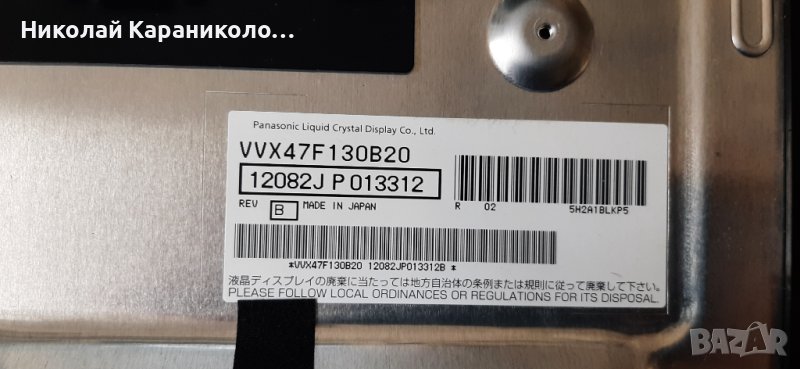 Николай Караниколо...
Panasonic Liquid Crystal Display Co., Ltd.
VVX47F130B20
12082J P 013312
REV B MADE IN JAPAN
R 02 5H2A1BLKP5
*VVX47F130B20 12082JP013312B *
液晶ディスプレイの廃棄に当たっては地方自治体の条例または規則に従って廃棄して下さい。
PLEASE FOLLOW LOCAL ORDINANCES OR REGULATIONS FOR ITS DISPOSAL.
BAZAR